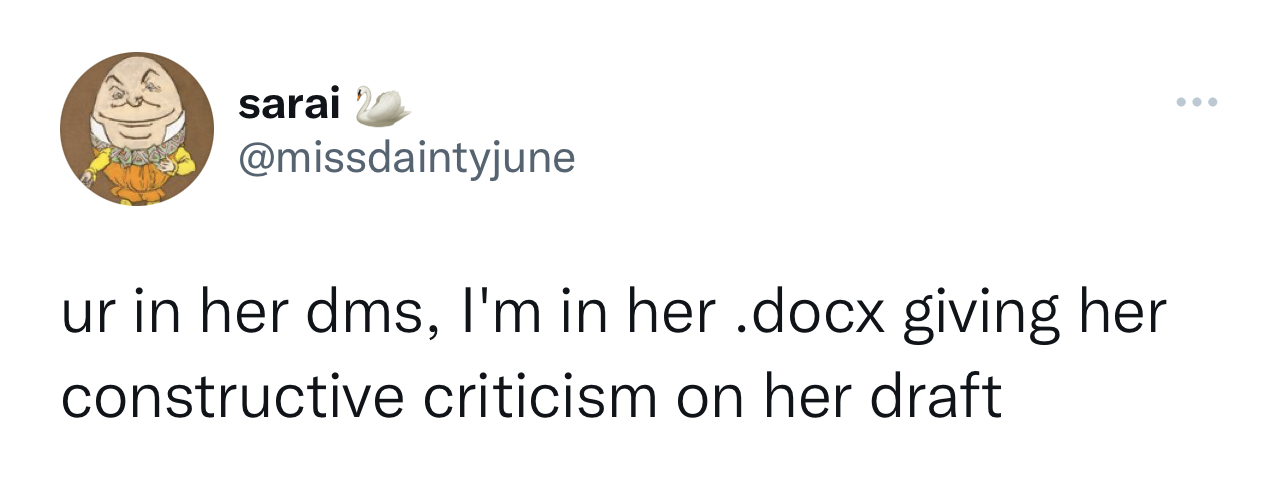 sarai 🦢
@missdaintyjune
ur in her dms, I'm in her .docx giving her
constructive criticism on her draft